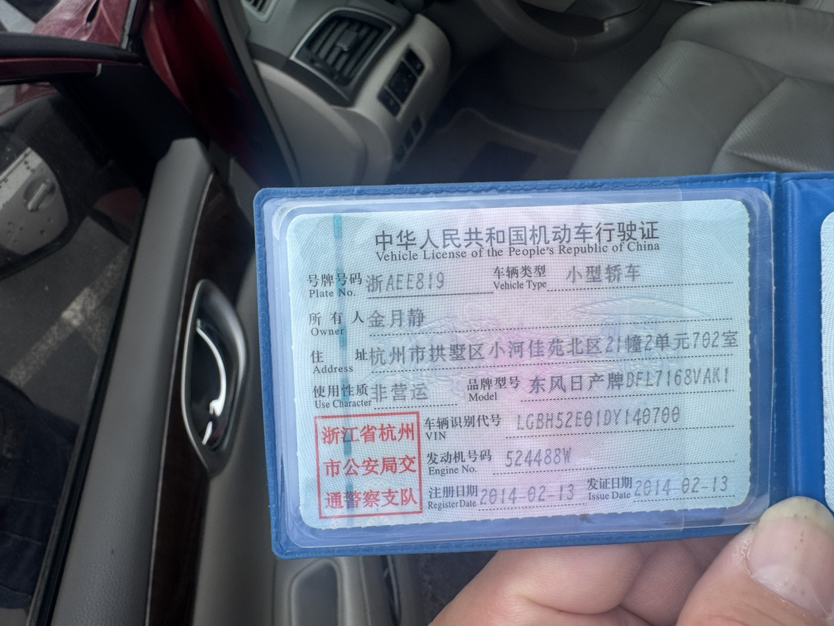 中华人民共和国机动车行驶证
Vehicle License of the People's Republic of China
号牌号码 浙AEE819 车辆类型 小型轿车
Plate No. Vehicle Type
所有人 金月静
Owner
住址 杭州市拱墅区小河佳苑北区21幢2单元702室
Address
使用性质 非营运 品牌型号 东风日产牌DFL7168VAK1
Use Character Model
浙江省杭州
市公安局交
通警察支队
车辆识别代号 LGBH52E01DY140700
VIN
发动机号码 524488W
Engine No.
注册日期 2014-02-13 发证日期 2014-02-13
Register Date Issue Date